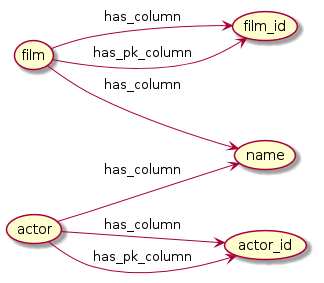 has_column
film_id
has_pk_column
film
has_column
name
has_column
has_column
actor
actor_id
has_pk_column